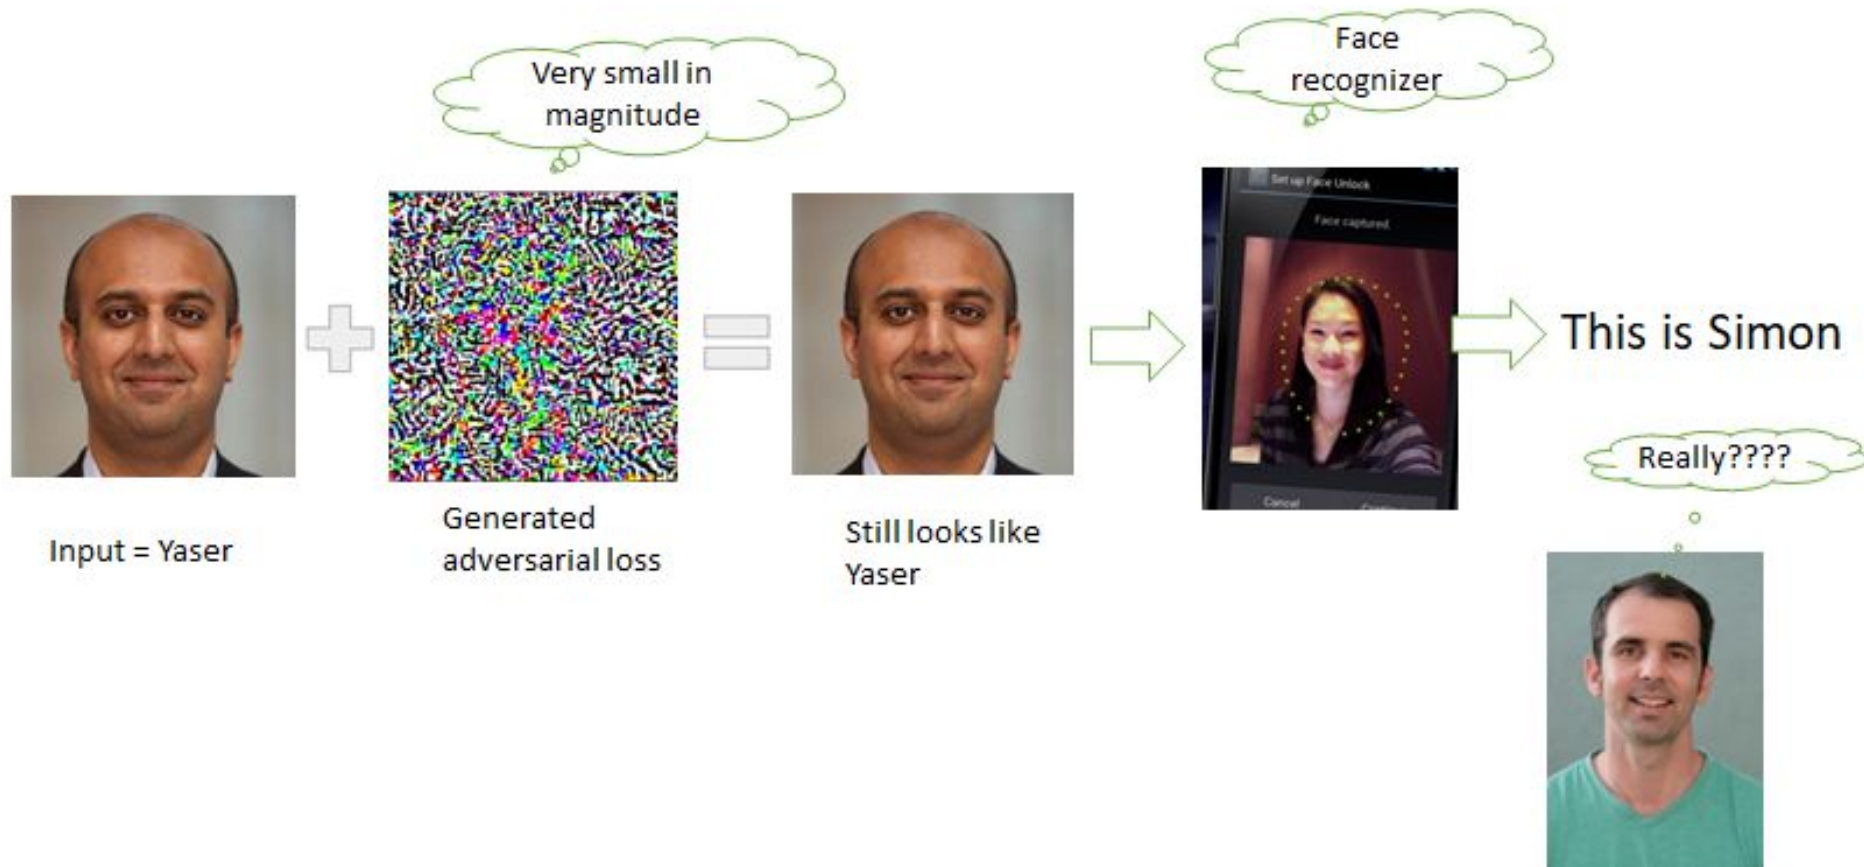 Very small in
magnitude
Face
recognizer
Set up Face Unlock
Face captured.
This is Simon
Really????
Cancel
Input = Yaser
Generated
adversarial loss
Still looks like
Yaser